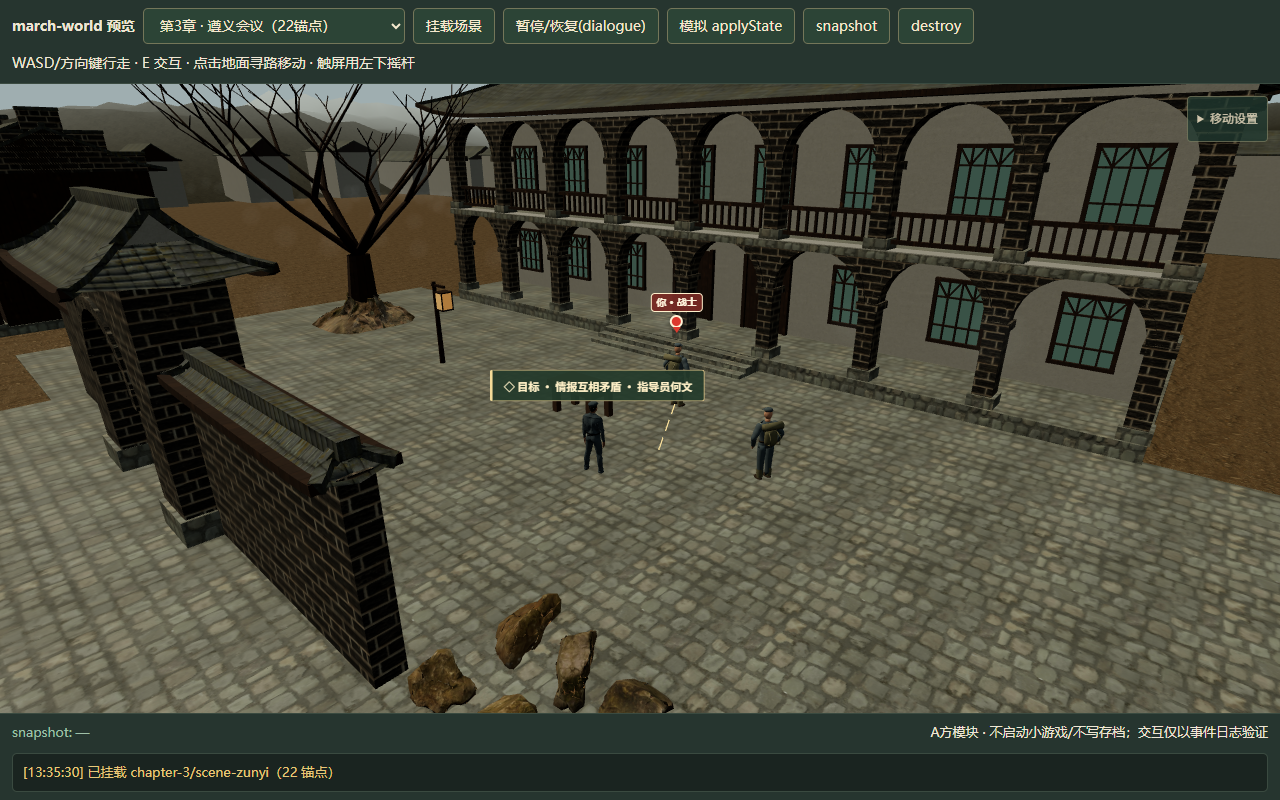 march-world 预览
第3章 · 遵义会议（22锚点）
挂载场景
暂停/恢复(dialogue)
模拟 applyState
snapshot
destroy
WASD/方向键行走 · E 交互 · 点击地面寻路移动 · 触屏用左下摇杆
▶ 移动设置
你 • 战士
◇ 目标 • 情报互相矛盾 • 指导员何文
snapshot: —
A方模块 · 不启动小游戏/不写存档；交互仅以事件日志验证
[13:35:30] 已挂载 chapter-3/scene-zunyi（22 锚点）